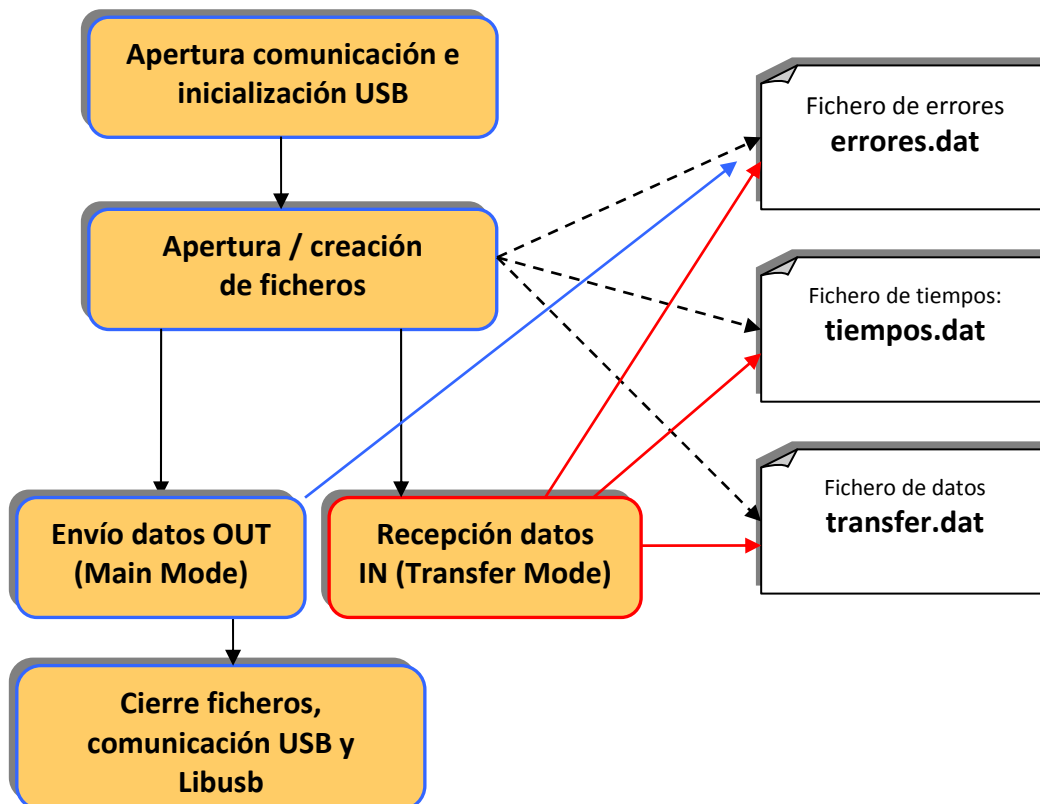 Apertura comunicación e
inicialización USB
Apertura / creación
de ficheros
Envío datos OUT
(Main Mode)
Recepción datos
IN (Transfer Mode)
Cierre ficheros,
comunicación USB y
Libusb
Fichero de errores
errores.dat
Fichero de tiempos:
tiempos.dat
Fichero de datos
transfer.dat